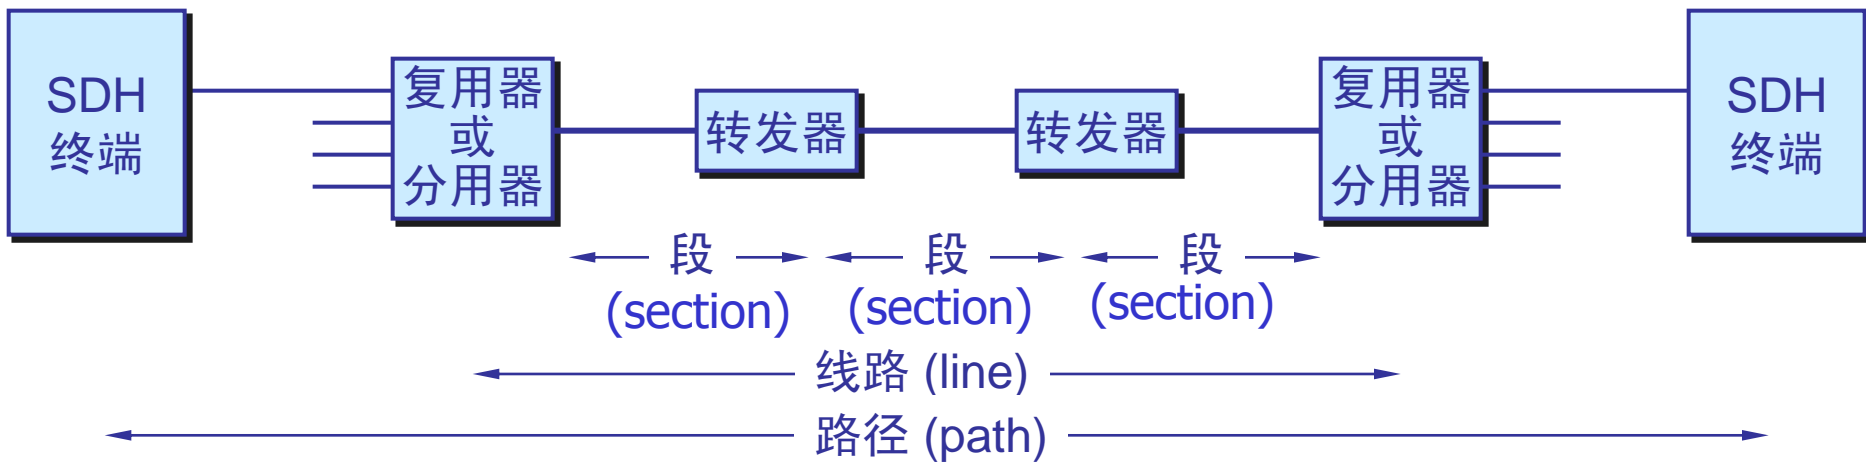 SDH
终端
复用器
或
分用器
转发器
转发器
复用器
或
分用器
SDH
终端
段
(section)
段
(section)
段
(section)
线路 (line)
路径 (path)